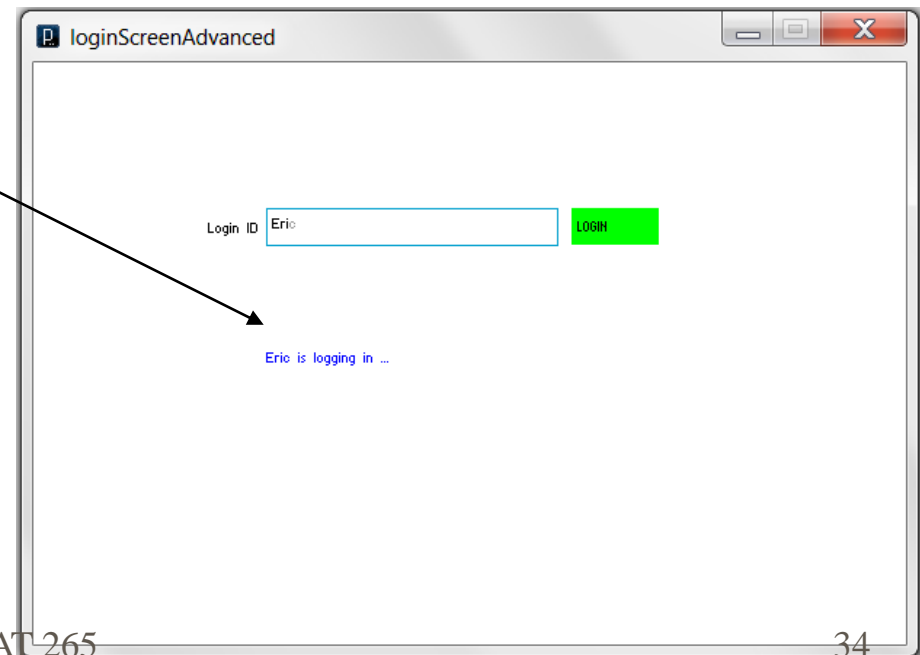 loginScreenAdvanced
Login ID Eric LOGIN
Eric is logging in ...
AT 265 34